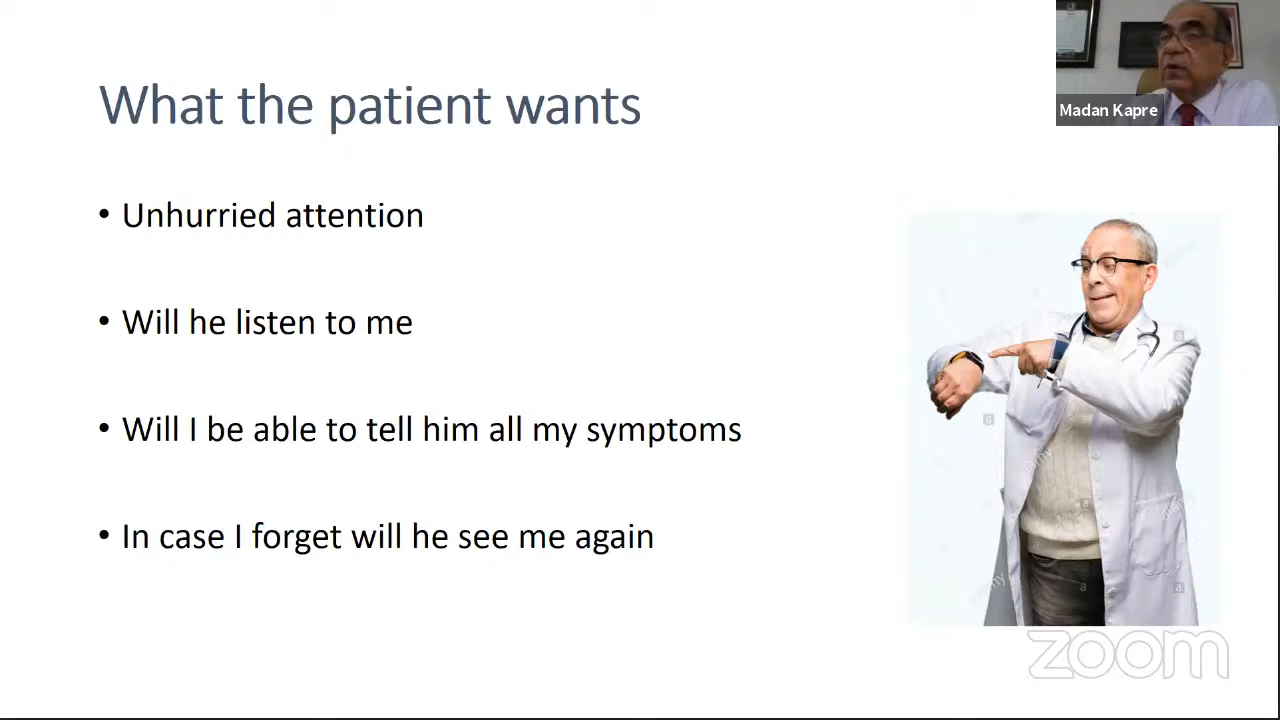 What the patient wants
Madan Kapre
• Unhurried attention
• Will he listen to me
• Will I be able to tell him all my symptoms
• In case I forget will he see me again
zoom